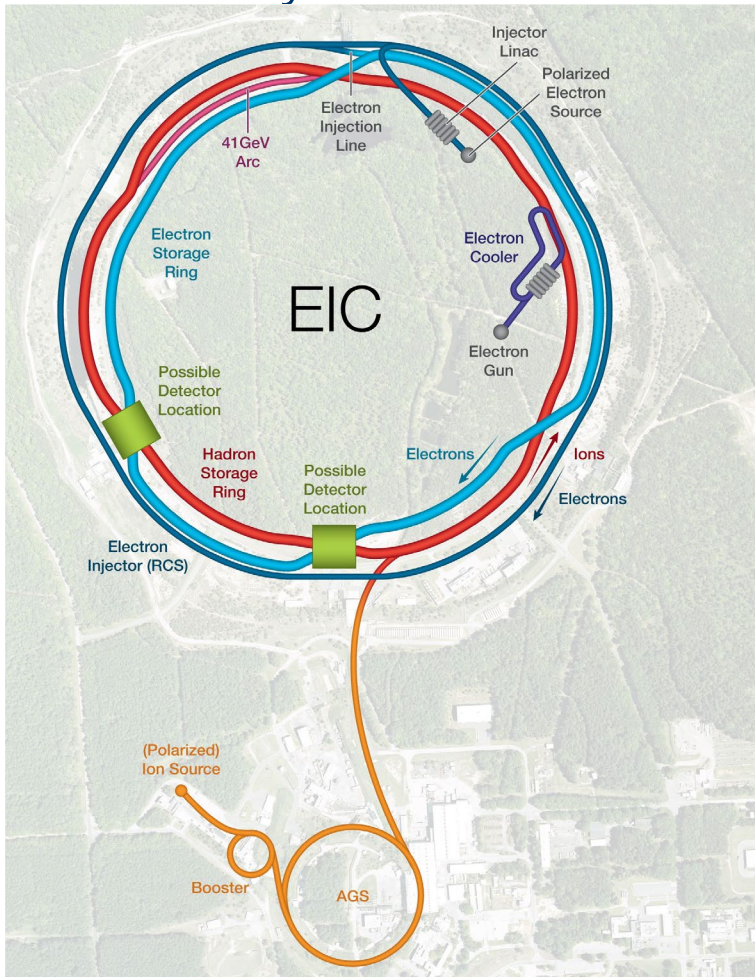 Injector
Linac
Polarized
Electron
Source
Electron
Injection
Line
41GeV
Arc
Electron
Storage
Ring
Electron
Cooler
EIC
Electron
Gun
Possible
Detector
Location
Hadron
Storage
Ring
Possible
Detector
Location
Electrons
Ions
Electrons
Electron
Injector (RCS)
(Polarized)
Ion Source
Booster
AGS